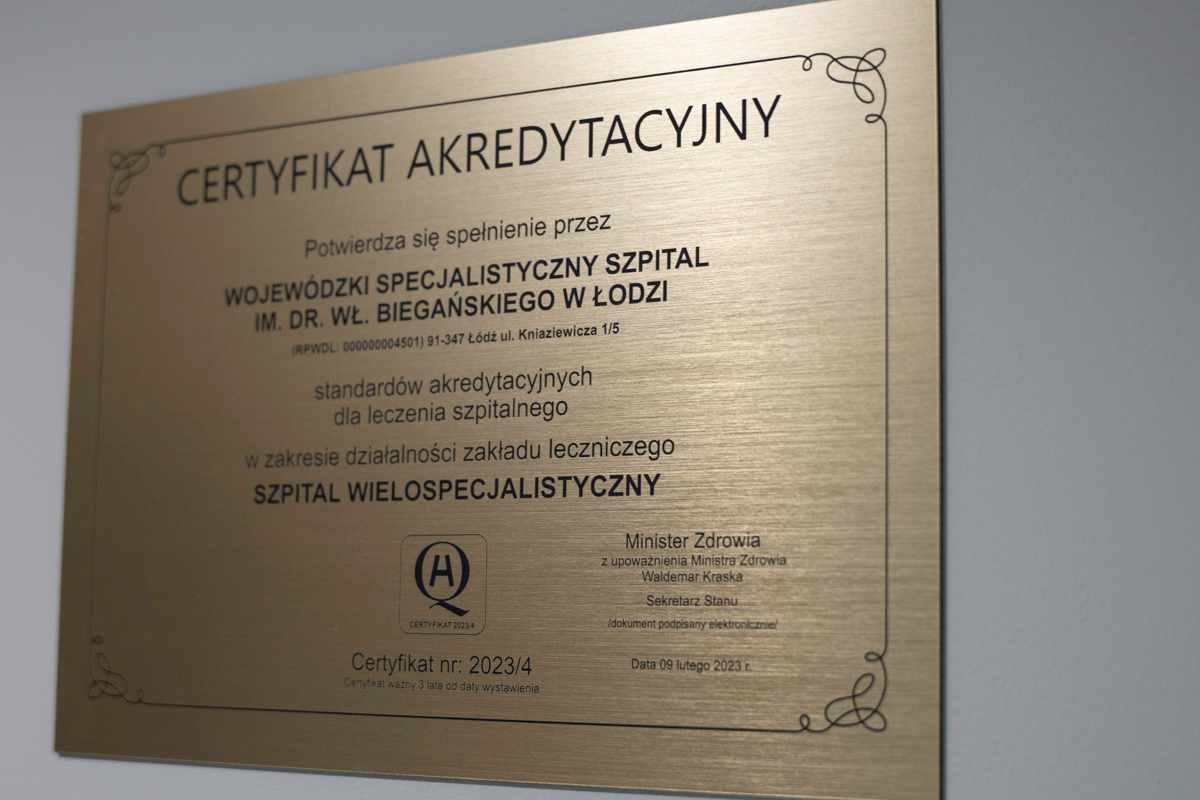 CERTYFIKAT AKREDYTACYJNY
Potwierdza się spełnienie przez
WOJEWÓDZKI SPECJALISTYCZNY SZPITAL
IM. DR. WŁ. BIEGAŃSKIEGO W ŁODZI
(RPWDL: 000000004501) 91-347 Łódź ul. Kniaziewicza 1/5
standardów akredytacyjnych
dla leczenia szpitalnego
w zakresie działalności zakładu leczniczego
SZPITAL WIELOSPECJALISTYCZNY
HQ
CERTYFIKAT 2023/4
Certyfikat nr: 2023/4
Certyfikat ważny 3 lata od daty wystawienia
Minister Zdrowia
z upoważnienia Ministra Zdrowia
Waldemar Kraska
Sekretarz Stanu
/dokument podpisany elektronicznie/
Data 09 lutego 2023 r.